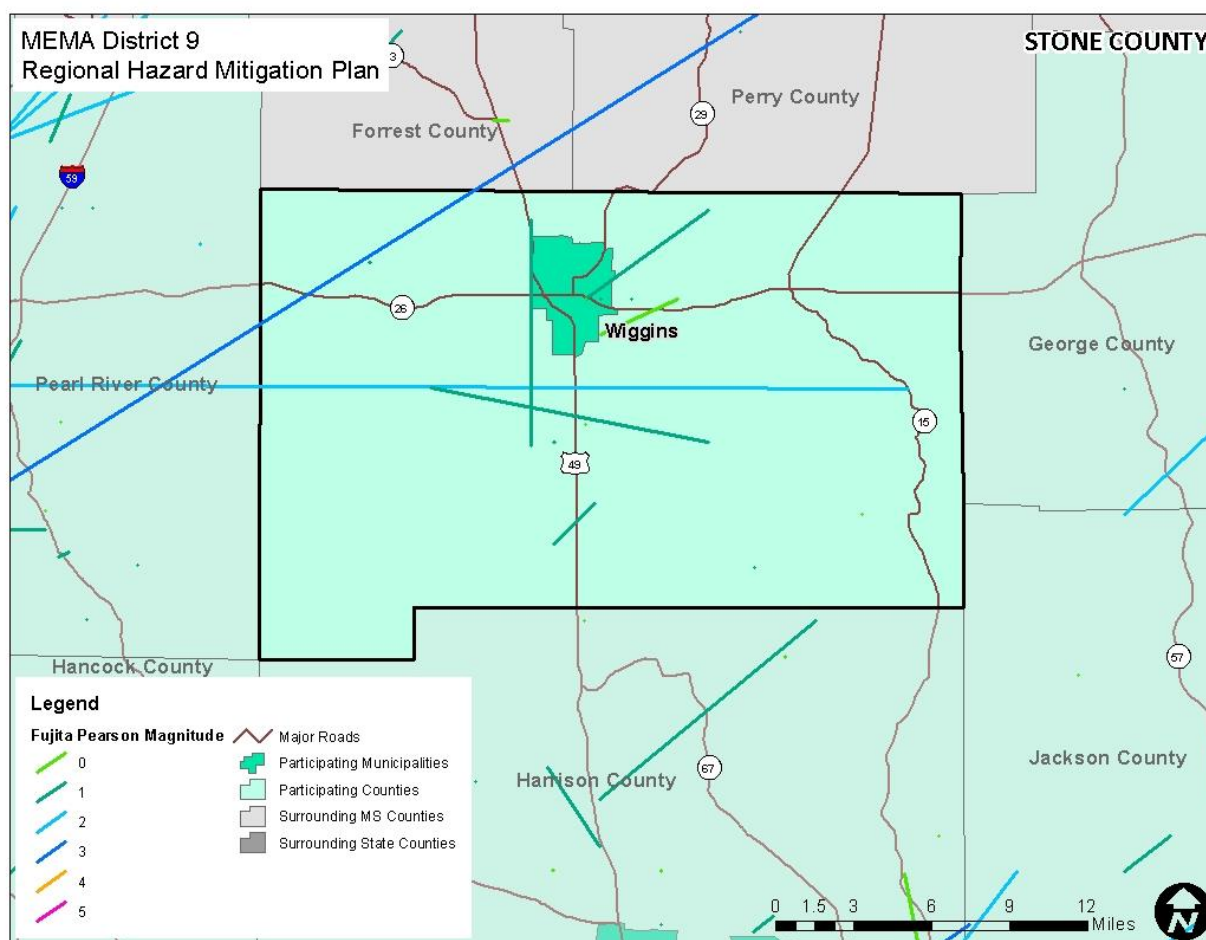 MEMA District 9
Regional Hazard Mitigation Plan
STONE COUNTY
3
Forrest County
Perry County
29
59
26
Wiggins
George County
Pearl River County
15
49
Hancock County
57
Harrison County
67
Jackson County
Legend
Fujita Pearson Magnitude
0
1
2
3
4
5
Major Roads
Participating Municipalities
Participating Counties
Surrounding MS Counties
Surrounding State Counties
0 1.5 3 6 9 12
Miles
N